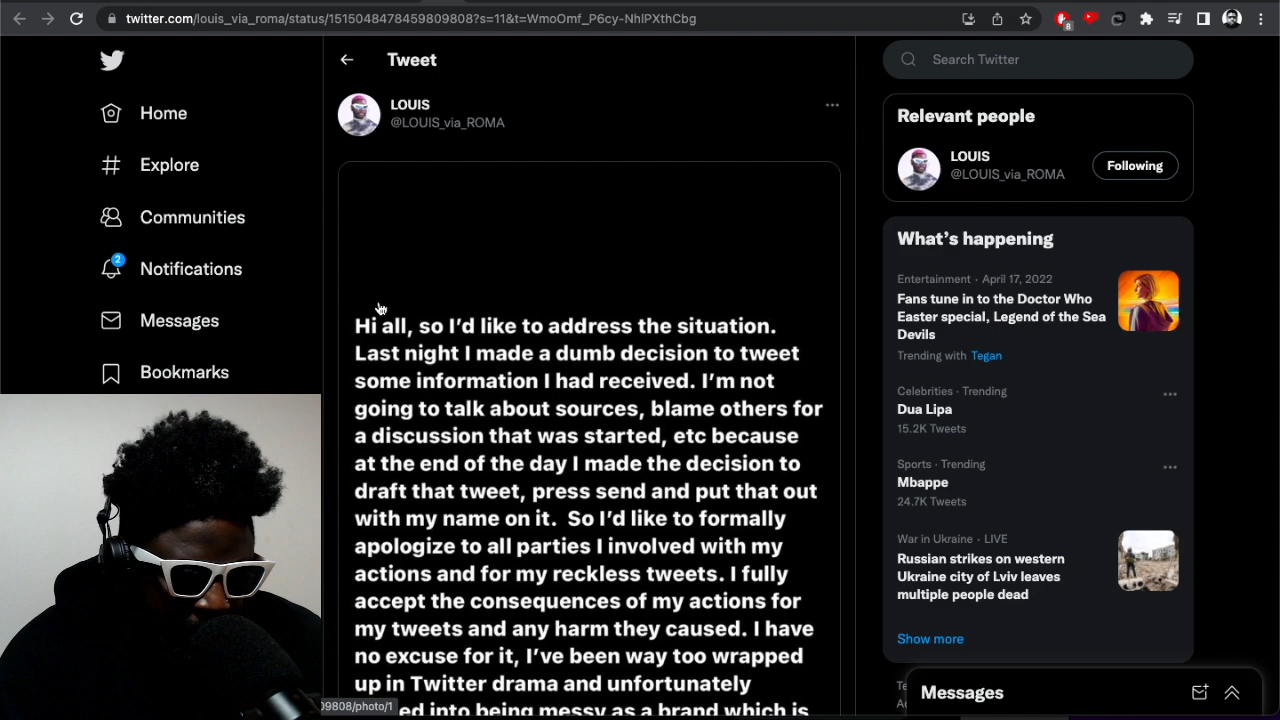 twitter.com/louis_via_roma/status/1515048478459809808?s=11&t=WmoOmf_P6cy-NhlPXthCbg
8
Home
Explore
Communities
2
Notifications
Messages
Bookmarks
Tweet
LOUIS
@LOUIS_via_ROMA
Hi all, so I’d like to address the situation.
Last night I made a dumb decision to tweet
some information I had received. I’m not
going to talk about sources, blame others for
a discussion that was started, etc because
at the end of the day I made the decision to
draft that tweet, press send and put that out
with my name on it.  So I’d like to formally
apologize to all parties I involved with my
actions and for my reckless tweets. I fully
accept the consequences of my actions for
my tweets and any harm they caused. I have
no excuse for it, I’ve been way too wrapped
up in Twitter drama and unfortunately
into being messy as a brand which is
09808/photo/1
Search Twitter
Relevant people
LOUIS
@LOUIS_via_ROMA
Following
What’s happening
Entertainment · April 17, 2022
Fans tune in to the Doctor Who
Easter special, Legend of the Sea
Devils
Trending with Tegan
Celebrities · Trending
Dua Lipa
15.2K Tweets
Sports · Trending
Mbappe
24.7K Tweets
War in Ukraine · LIVE
Russian strikes on western
Ukraine city of Lviv leaves
multiple people dead
Show more
Messages